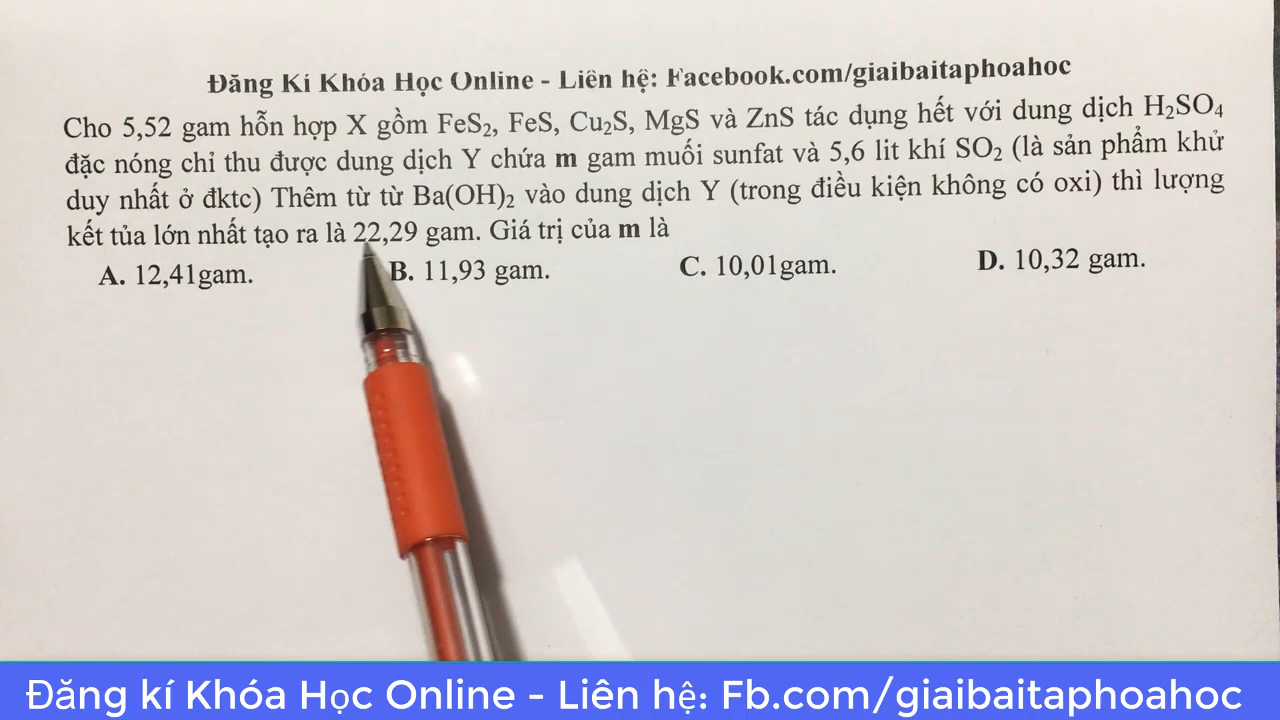 Đăng Kí Khóa Học Online - Liên hệ: Facebook.com/giaibaitaphoahoc
Cho 5,52 gam hỗn hợp X gồm FeS₂, FeS, Cu₂S, MgS và ZnS tác dụng hết với dung dịch H₂SO₄
đặc nóng chỉ thu được dung dịch Y chứa m gam muối sunfat và 5,6 lit khí SO₂ (là sản phẩm khử
duy nhất ở đktc) Thêm từ từ Ba(OH)₂ vào dung dịch Y (trong điều kiện không có oxi) thì lượng
kết tủa lớn nhất tạo ra là 22,29 gam. Giá trị của m là
A. 12,41gam. B. 11,93 gam. C. 10,01gam. D. 10,32 gam.
Đăng kí Khóa Học Online - Liên hệ: Fb.com/giaibaitaphoahoc